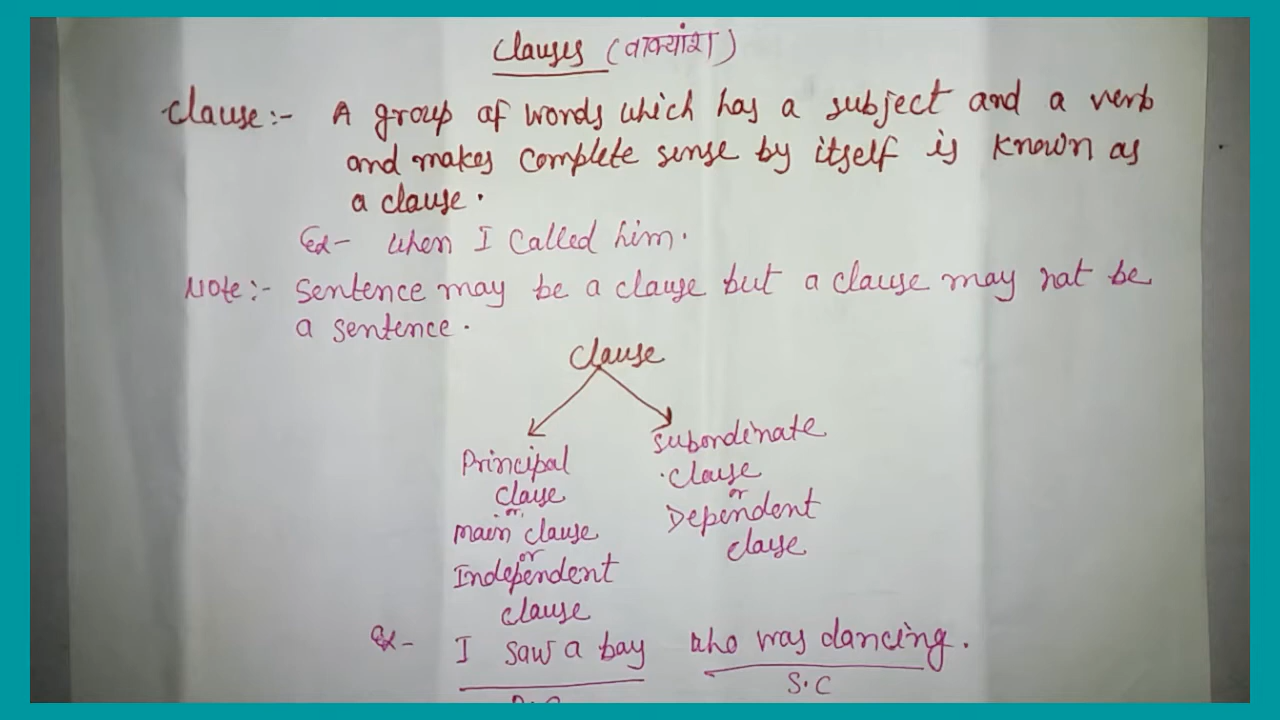 Clauses (वाक्यांश)
Clause:- A group of words which has a subject and a verb
and makes complete sense by itself is known as
a clause.
Ex- When I called him.
Note:- Sentence may be a clause but a clause may not be
a sentence.
Clause
Principal
clause
or
main clause
or
Independent
clause
Subordinate
clause
or
Dependent
clause
Ex- I saw a boy who was dancing.
S.C